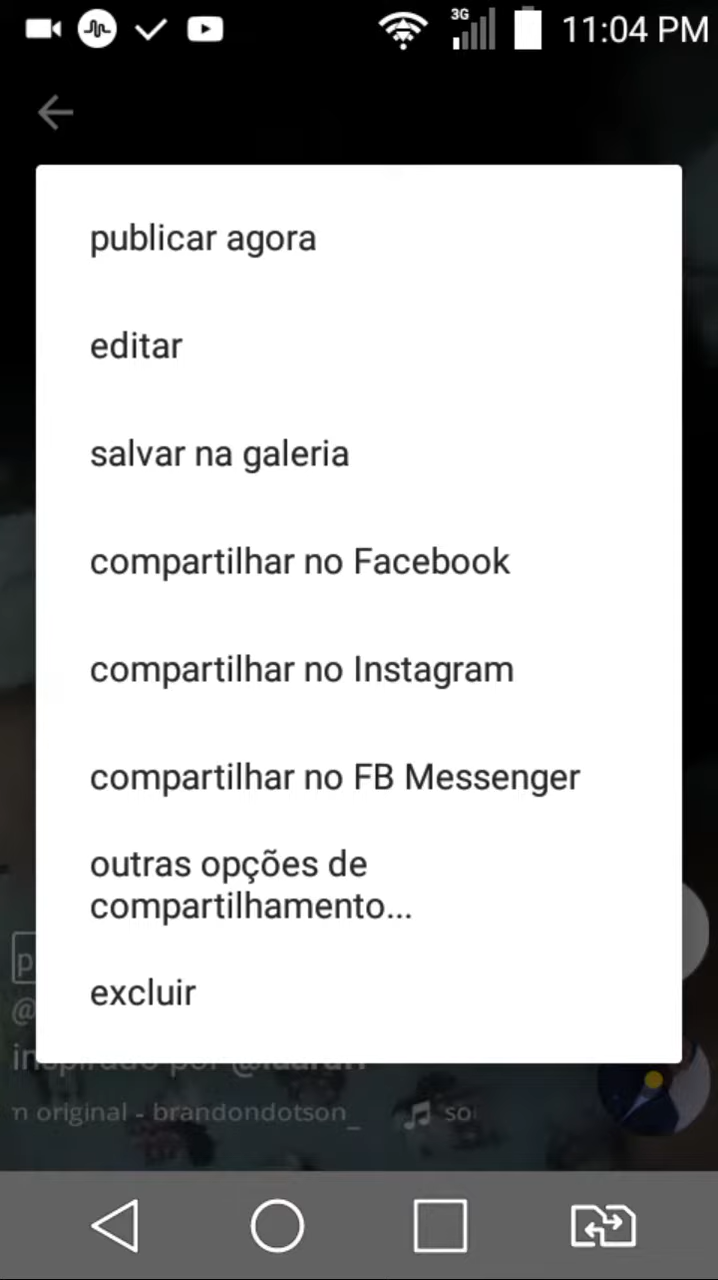 3G
11:04 PM
publicar agora
editar
salvar na galeria
compartilhar no Facebook
compartilhar no Instagram
compartilhar no FB Messenger
outras opções de
compartilhamento...
excluir
p
@
inspirado por
n original - brandondotson_ so